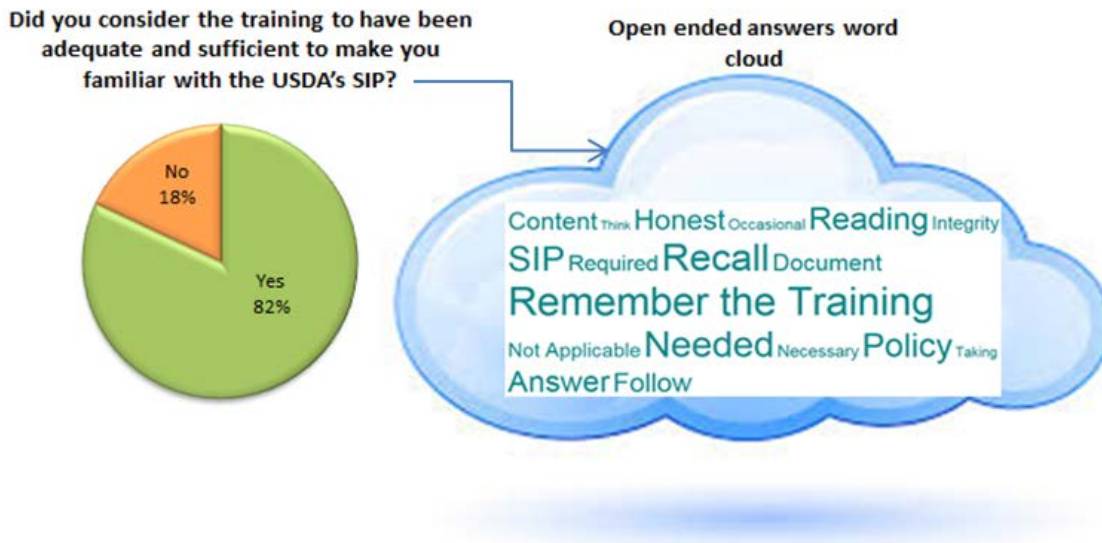 Did you consider the training to have been
adequate and sufficient to make you
familiar with the USDA's SIP?
Open ended answers word
cloud
No
18%
Yes
82%
Content Think Honest Occasional Reading Integrity
SIP Required Recall Document
Remember the Training
Not Applicable Needed Necessary Policy Taking
Answer Follow